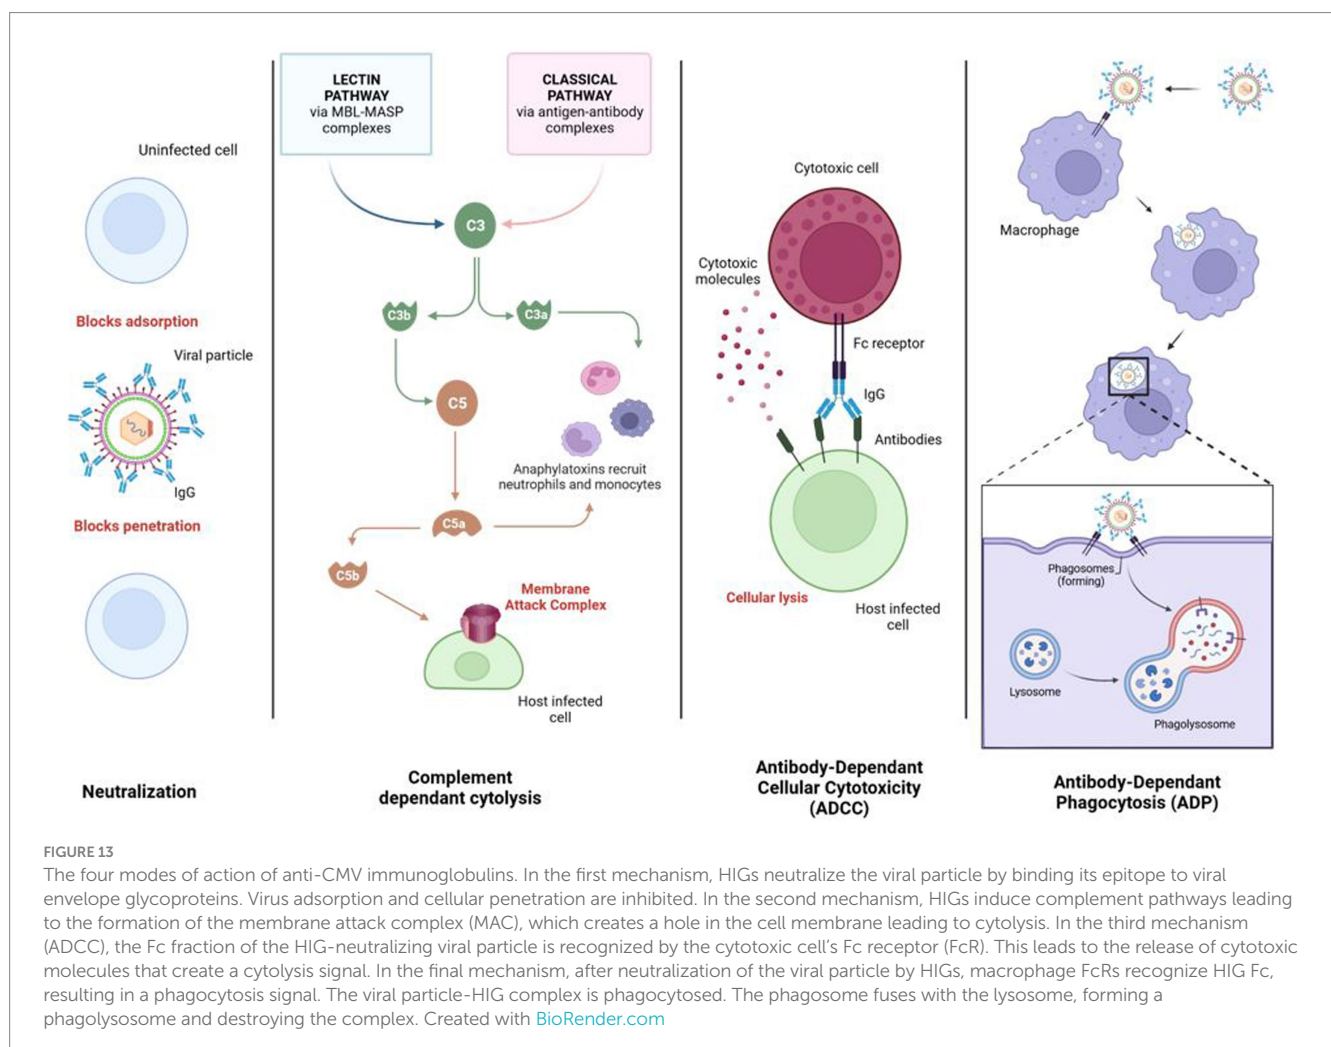 Uninfected cell
Blocks adsorption
Viral particle
IgG
Blocks penetration
Neutralization
LECTIN
PATHWAY
via MBL-MASP
complexes
CLASSICAL
PATHWAY
via antigen-antibody
complexes
C3
C3b
C3a
C5
Anaphylatoxins recruit
neutrophils and monocytes
C5a
C5b
Membrane
Attack Complex
Host infected
cell
Complement
dependant cytolysis
Cytotoxic cell
Cytotoxic
molecules
Fc receptor
IgG
Antibodies
Cellular lysis
Host infected
cell
Antibody-Dependant
Cellular Cytotoxicity
(ADCC)
Macrophage
Phagosomes
(forming)
Lysosome
Phagolysosome
Antibody-Dependant
Phagocytosis (ADP)
FIGURE 13
The four modes of action of anti-CMV immunoglobulins. In the first mechanism, HIGs neutralize the viral particle by binding its epitope to viral
envelope glycoproteins. Virus adsorption and cellular penetration are inhibited. In the second mechanism, HIGs induce complement pathways leading
to the formation of the membrane attack complex (MAC), which creates a hole in the cell membrane leading to cytolysis. In the third mechanism
(ADCC), the Fc fraction of the HIG-neutralizing viral particle is recognized by the cytotoxic cell’s Fc receptor (FcR). This leads to the release of cytotoxic
molecules that create a cytolysis signal. In the final mechanism, after neutralization of the viral particle by HIGs, macrophage FcRs recognize HIG Fc,
resulting in a phagocytosis signal. The viral particle-HIG complex is phagocytosed. The phagosome fuses with the lysosome, forming a
phagolysosome and destroying the complex. Created with BioRender.com